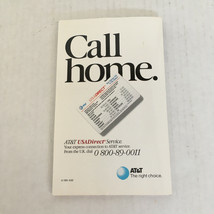 Call
home.
AT&T USADirect® Service.
Your express connection to AT&T service.
from the UK dial 0 800-89-0011
AT&T
The right choice.